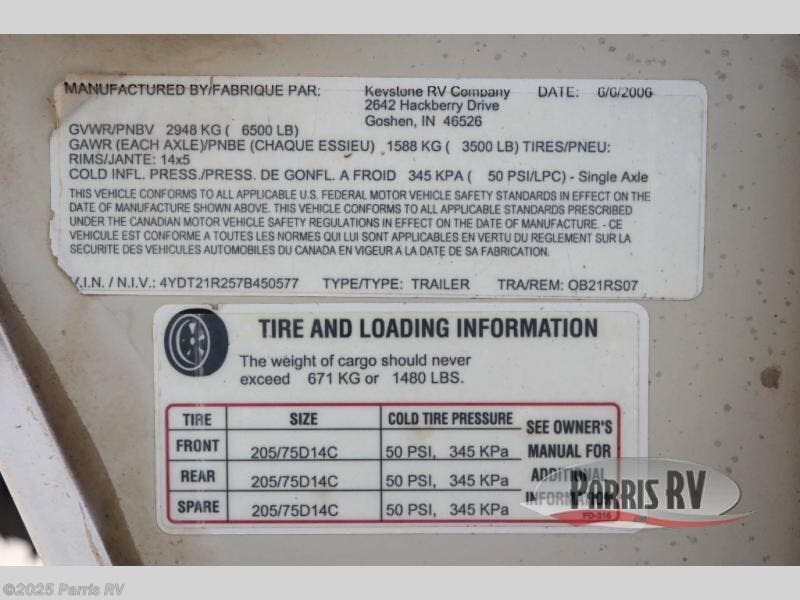 MANUFACTURED BY/FABRIQUE PAR: Keystone RV Company DATE: 6/6/2006
2642 Hackberry Drive
Goshen, IN 46526
GVWR/PNBV 2948 KG ( 6500 LB)
GAWR (EACH AXLE)/PNBE (CHAQUE ESSIEU) 1588 KG ( 3500 LB) TIRES/PNEU:
RIMS/JANTE: 14x5
COLD INFL. PRESS./PRESS. DE GONFL. A FROID 345 KPA ( 50 PSI/LPC) - Single Axle
THIS VEHICLE CONFORMS TO ALL APPLICABLE U.S. FEDERAL MOTOR VEHICLE SAFETY STANDARDS IN EFFECT ON THE
DATE OF MANUFACTURE SHOWN ABOVE. THIS VEHICLE CONFORMS TO ALL APPLICABLE STANDARDS PRESCRIBED
UNDER THE CANADIAN MOTOR VEHICLE SAFETY REGULATIONS IN EFFECT ON THE DATE OF MANUFACTURE. - CE
VEHICULE EST CONFORME A TOUTES LES NORMES QUI LUI SONT APPLICABLES EN VERTU DU REGLEMENT SUR LA
SECURITE DES VEHICULES AUTOMOBILES DU CANADA EN VIGEUR A LA DATE DE SA FABRICATION.
V.I.N. / N.I.V.: 4YDT21R257B450577 TYPE/TYPE: TRAILER TRA/REM: OB21RS07
TIRE AND LOADING INFORMATION
The weight of cargo should never
exceed 671 KG or 1480 LBS.
TIRE SIZE COLD TIRE PRESSURE SEE OWNER'S
FRONT 205/75D14C 50 PSI, 345 KPa MANUAL FOR
REAR 205/75D14C 50 PSI, 345 KPa ADDITIONAL
SPARE 205/75D14C 50 PSI, 345 KPa INFORMATION
FD-316
PARRIS RV
©2025 Parris RV